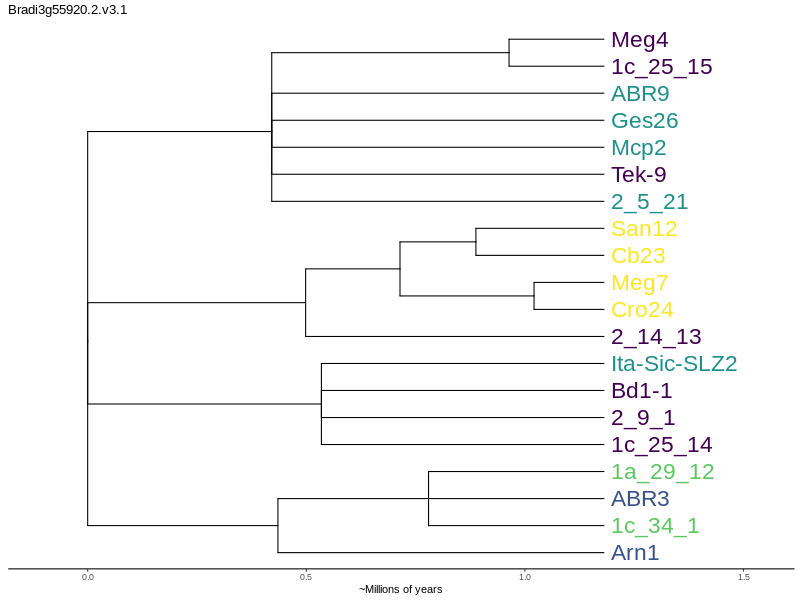 Bradi3g55920.2.v3.1
Meg4
1c_25_15
ABR9
Ges26
Mcp2
Tek-9
2_5_21
San12
Cb23
Meg7
Cro24
2_14_13
Ita-Sic-SLZ2
Bd1-1
2_9_1
1c_25_14
1a_29_12
ABR3
1c_34_1
Arn1
0.0 0.5 1.0 1.5
~Millions of years